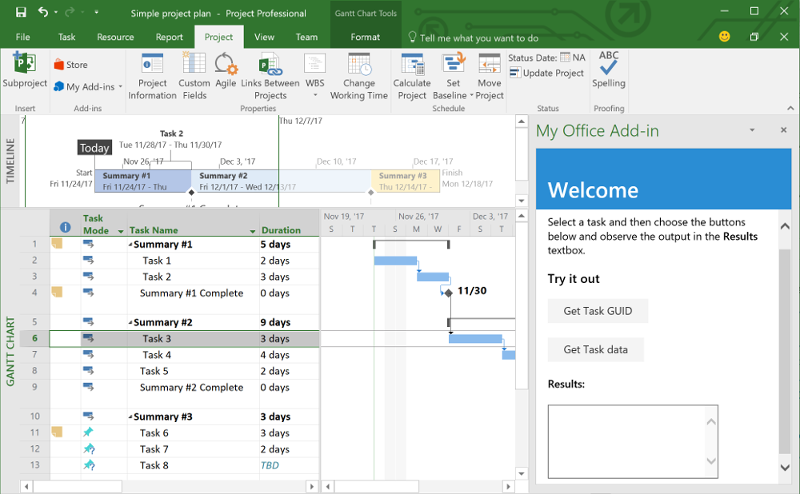 Simple project plan - Project Professional
Gantt Chart Tools
File Task Resource Report Project View Team Format Tell me what you want to do
Subproject
Store
My Add-ins
Project Information
Custom Fields
Agile
Links Between Projects
WBS
Change Working Time
Calculate Project
Set Baseline
Move Project
Status Date: NA
Update Project
ABC
Spelling
Insert Add-ins Properties Schedule Status Proofing
TIMELINE
Thu 12/7/17
Task 2
Tue 11/28/17 - Thu 11/30/17
Today
Nov 26, '17 Dec 3, '17 Dec 10, '17 Dec 17, '17
Start
Fri 11/24/17
Summary #1
Fri 11/24/17 - Thu
Summary #2
Fri 12/1/17 - Wed 12/13/17
Summary #3
Thu 12/14/17 -
Finish
Mon 12/18/17
GANTT CHART
Task Mode Task Name Duration
Nov 19, '17 Nov 26, '17 Dec 3, '17
S T T S M W F S T T
1 Summary #1 5 days
2 Task 1 2 days
3 Task 2 3 days
4 Summary #1 Complete 0 days 11/30
5 Summary #2 9 days
6 Task 3 3 days
7 Task 4 4 days
8 Task 5 2 days
9 Summary #2 Complete 0 days
10 Summary #3 3 days
11 Task 6 3 days
12 Task 7 2 days
13 Task 8 TBD
My Office Add-in
Welcome
Select a task and then choose the buttons
below and observe the output in the Results
textbox.
Try it out
Get Task GUID
Get Task data
Results: